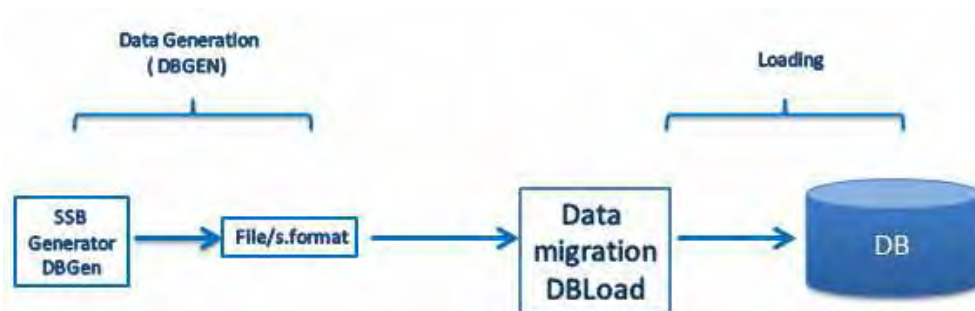 Data Generation
( DBGEN)
Loading
SSB
Generator
DBGen
File/s.format
Data
migration
DBLoad
DB